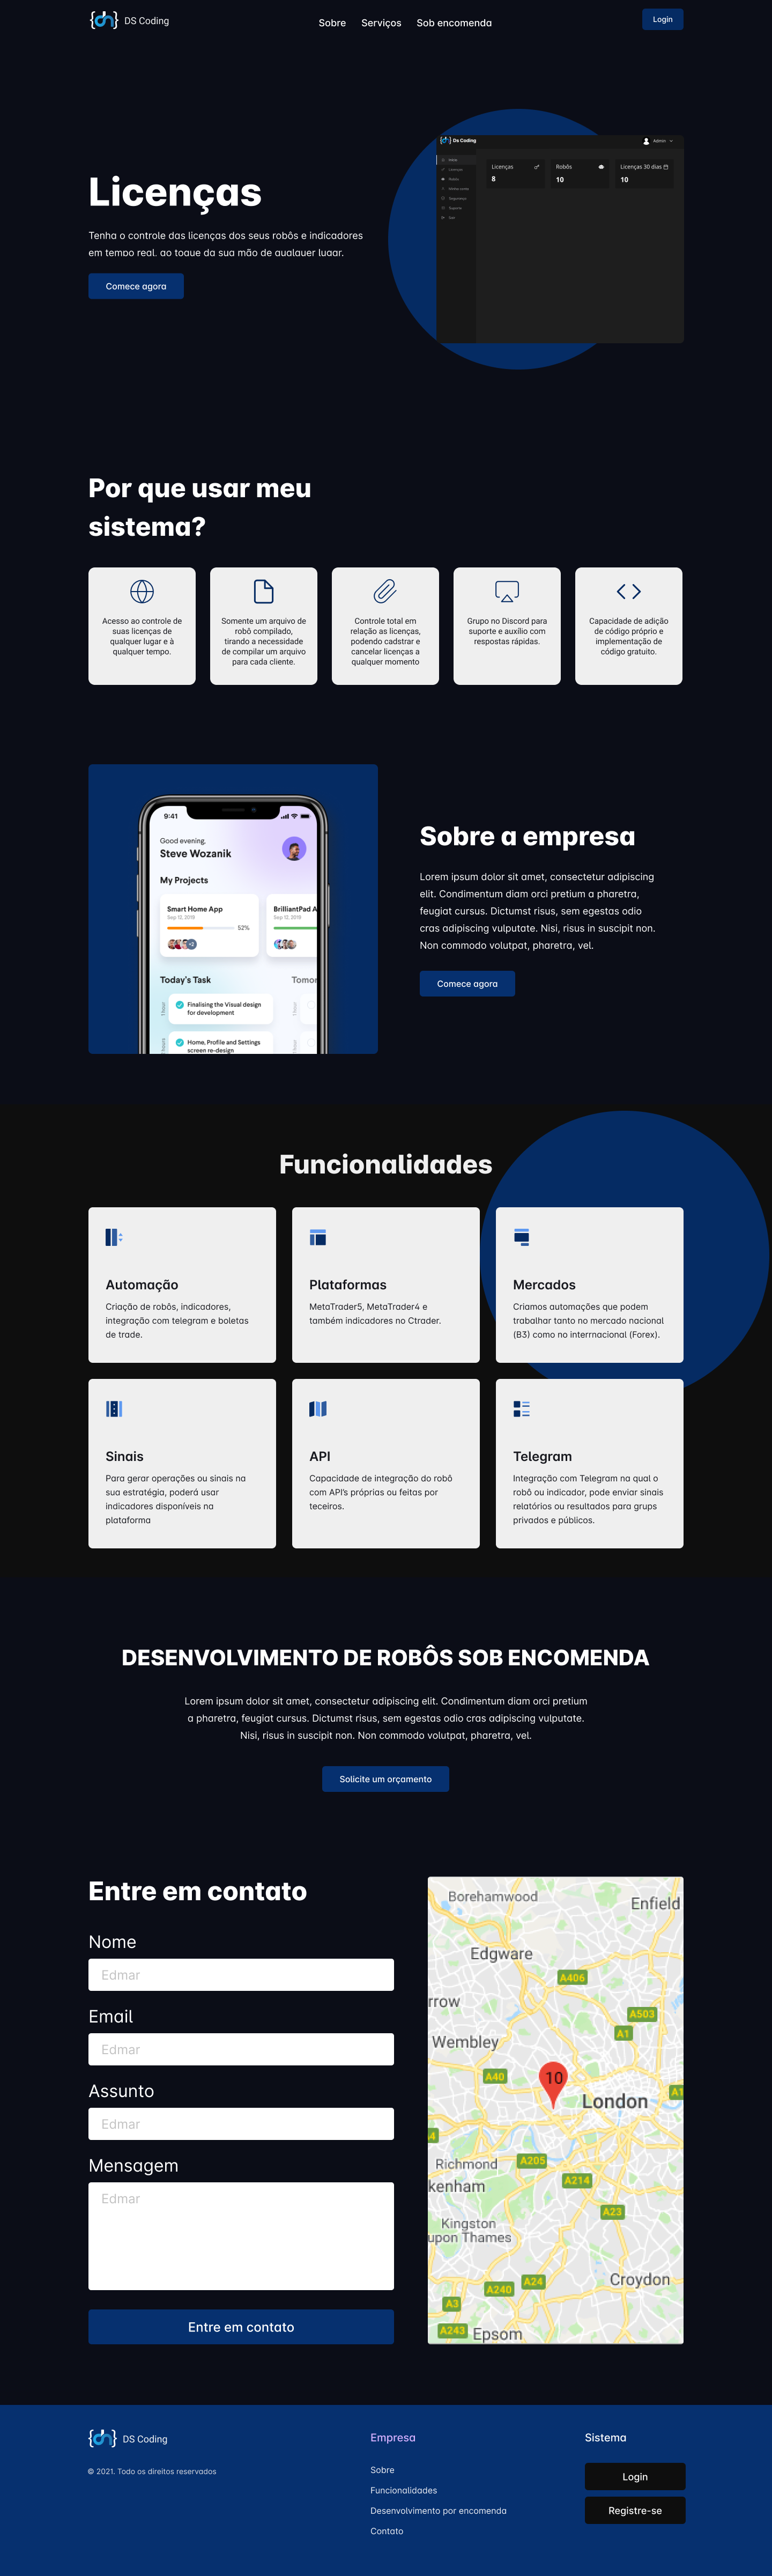 DS Coding
Sobre Serviços Sob encomenda
Login
Licenças
Tenha o controle das licenças dos seus robôs e indicadores
em tempo real. ao toque da sua mão de qualquer lugar.
Comece agora
Ds Coding
Admin
Início
Licenças
Robôs
Minha conta
Segurança
Suporte
Sair
Licenças
8
Robôs
10
Licenças 30 dias
10
Por que usar meu
sistema?
Acesso ao controle de
suas licenças de
qualquer lugar e à
qualquer tempo.
Somente um arquivo de
robô compilado,
tirando a necessidade
de compilar um arquivo
para cada cliente.
Controle total em
relação as licenças,
podendo cadstrar e
cancelar licenças a
qualquer momento
Grupo no Discord para
suporte e auxílio com
respostas rápidas.
Capacidade de adição
de código próprio e
implementação de
código gratuito.
9:41
Good evening,
Steve Wozanik
My Projects
Smart Home App
Sep 12, 2019
52%
+3
BrilliantPad A
Sep 12, 2019
Today's Task
Tomor
1 hour
Finalising the Visual design
for development
1 hour
hours
Home, Profile and Settings
screen re-design
Sobre a empresa
Lorem ipsum dolor sit amet, consectetur adipiscing
elit. Condimentum diam orci pretium a pharetra,
feugiat cursus. Dictumst risus, sem egestas odio
cras adipiscing vulputate. Nisi, risus in suscipit non.
Non commodo volutpat, pharetra, vel.
Comece agora
Funcionalidades
Automação
Criação de robôs, indicadores,
integração com telegram e boletas
de trade.
Plataformas
MetaTrader5, MetaTrader4 e
também indicadores no Ctrader.
Mercados
Criamos automações que podem
trabalhar tanto no mercado nacional
(B3) como no interrnacional (Forex).
Sinais
Para gerar operações ou sinais na
sua estratégia, poderá usar
indicadores disponíveis na
plataforma
API
Capacidade de integração do robô
com API's próprias ou feitas por
teceiros.
Telegram
Integração com Telegram na qual o
robô ou indicador, pode enviar sinais
relatórios ou resultados para grups
privados e públicos.
DESENVOLVIMENTO DE ROBÔS SOB ENCOMENDA
Lorem ipsum dolor sit amet, consectetur adipiscing elit. Condimentum diam orci pretium
a pharetra, feugiat cursus. Dictumst risus, sem egestas odio cras adipiscing vulputate.
Nisi, risus in suscipit non. Non commodo volutpat, pharetra, vel.
Solicite um orçamento
Entre em contato
Nome
Edmar
Email
Edmar
Assunto
Edmar
Mensagem
Edmar
Entre em contato
Borehamwood
Enfield
Edgware
A406
rrow
A503
A1
Wembley
A40
10
London
A1
A4
Richmond
A205
A214
kenham
A23
Kingston
upon Thames
A24
A240
Croydon
A3
A243
Epsom
DS Coding
© 2021. Todo os direitos reservados
Empresa
Sobre
Funcionalidades
Desenvolvimento por encomenda
Contato
Sistema
Login
Registre-se